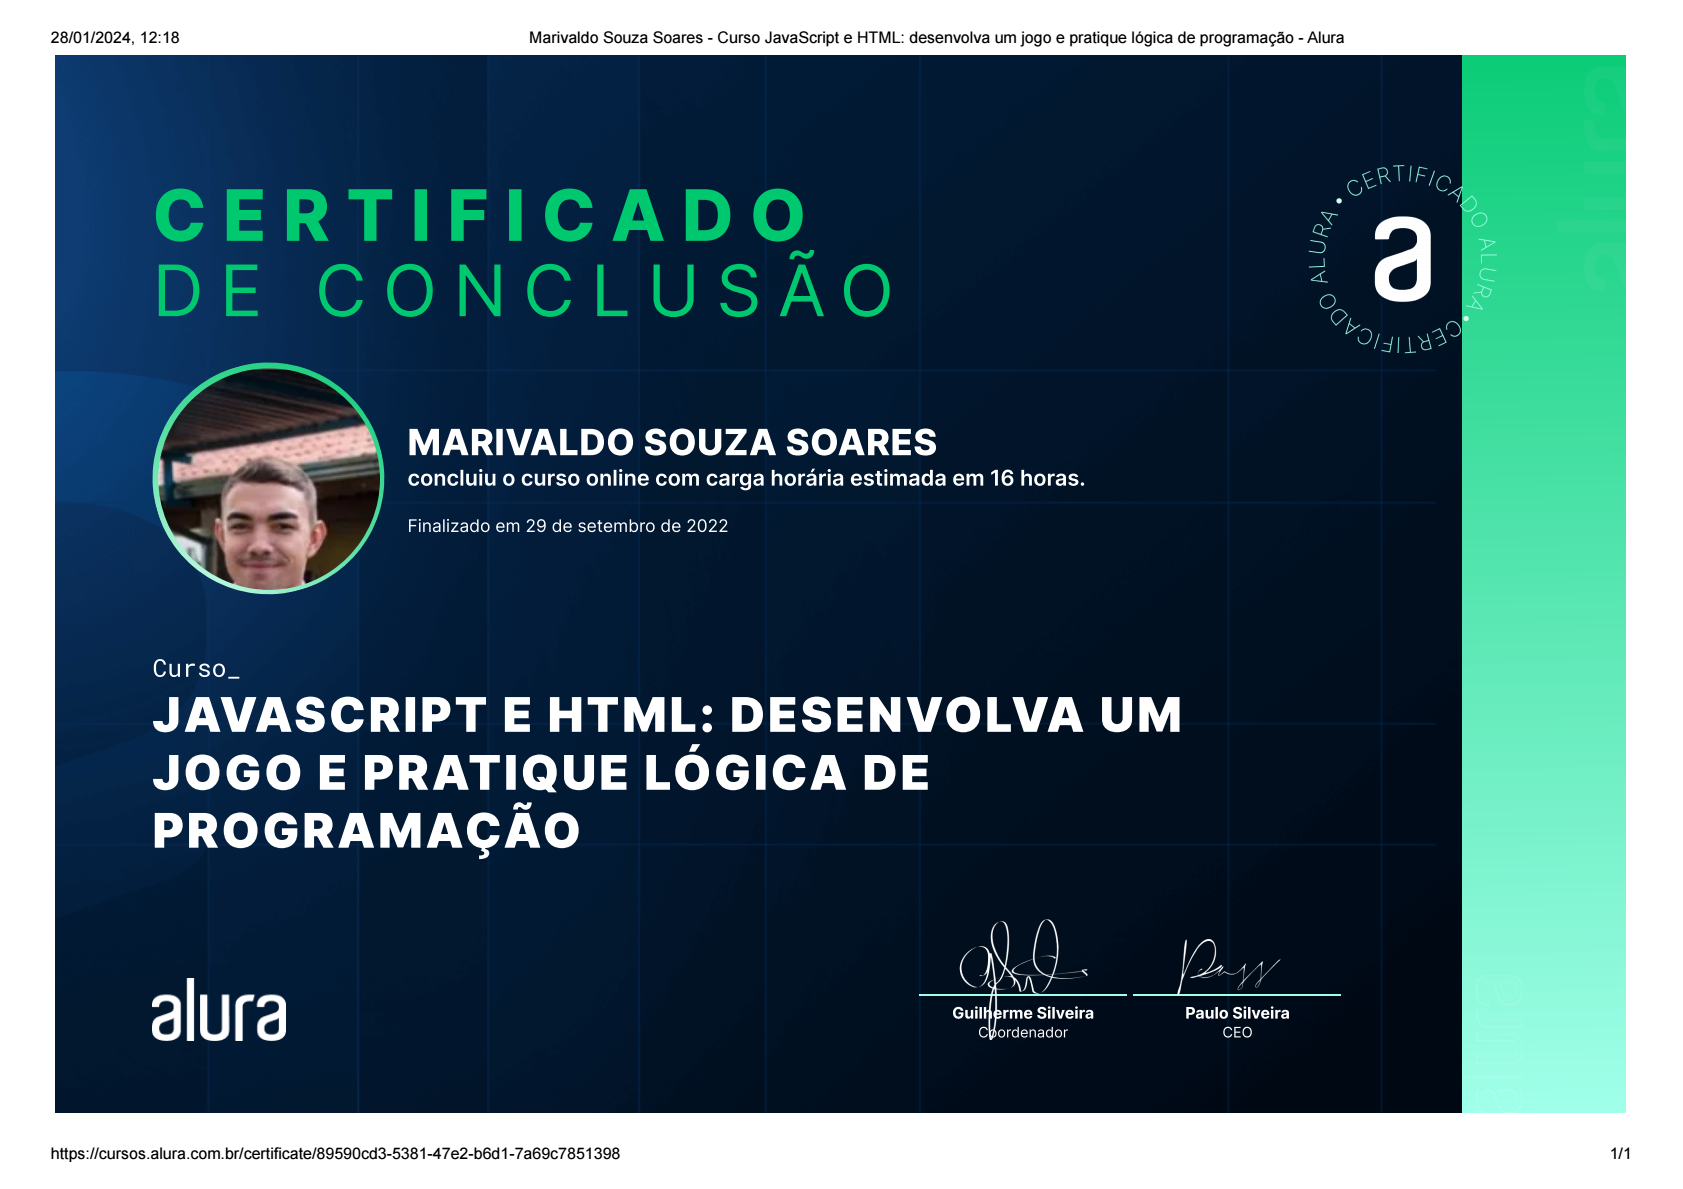 28/01/2024, 12:18
Marivaldo Souza Soares - Curso JavaScript e HTML: desenvolva um jogo e pratique lógica de programação - Alura
CERTIFICADO
DE CONCLUSÃO
CERTIFICADO ALURA • CERTIFICADO ALURA •
a
alura
MARIVALDO SOUZA SOARES
concluiu o curso online com carga horária estimada em 16 horas.
Finalizado em 29 de setembro de 2022
Curso_
JAVASCRIPT E HTML: DESENVOLVA UM
JOGO E PRATIQUE LÓGICA DE
PROGRAMAÇÃO
alura
Guilherme Silveira
Coordenador
Paulo Silveira
CEO
alura
https://cursos.alura.com.br/certificate/89590cd3-5381-47e2-b6d1-7a69c7851398
1/1